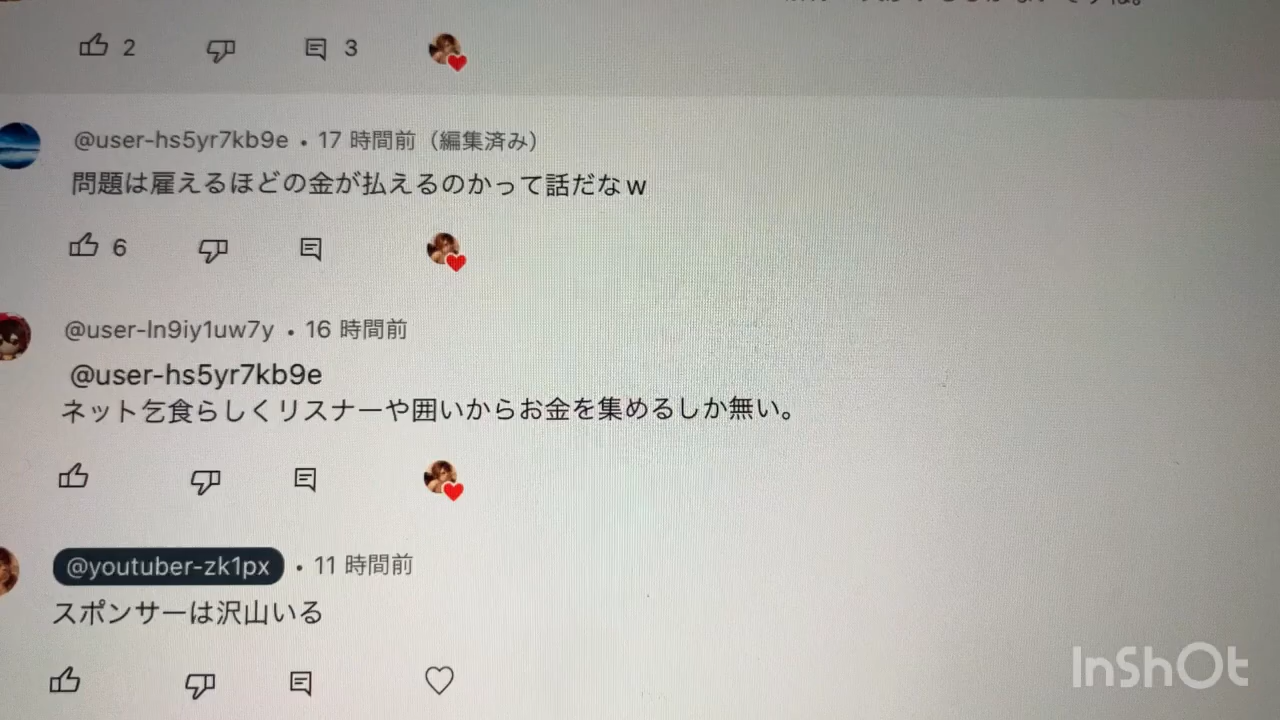 2 3
@user-hs5yr7kb9e • 17 時間前（編集済み）
問題は雇えるほどの金が払えるのかって話だなｗ
6
@user-ln9iy1uw7y • 16 時間前
@user-hs5yr7kb9e
ネット乞食らしくリスナーや囲いからお金を集めるしか無い。
@youtuber-zk1px • 11 時間前
スポンサーは沢山いる
InShOt